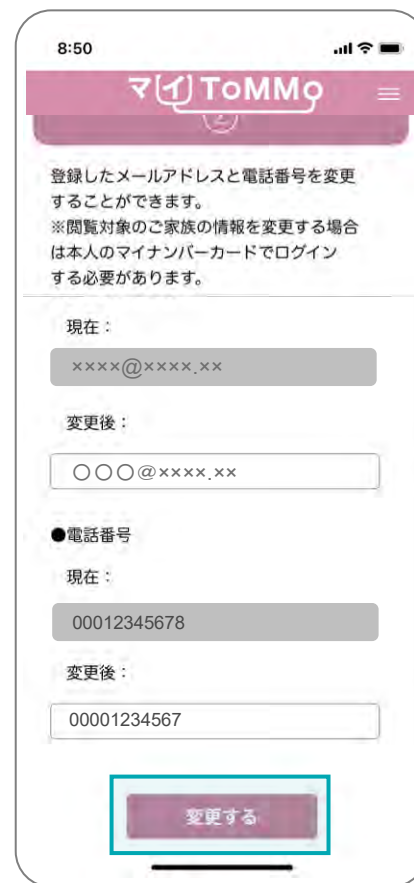 8:50
マイ ToMMo
②
登録したメールアドレスと電話番号を変更
することができます。
※閲覧対象のご家族の情報を変更する場合
は本人のマイナンバーカードでログイン
する必要があります。
現在：
××××@××××.××
変更後：
〇〇〇@××××.××
●電話番号
現在：
00012345678
変更後：
00001234567
変更する